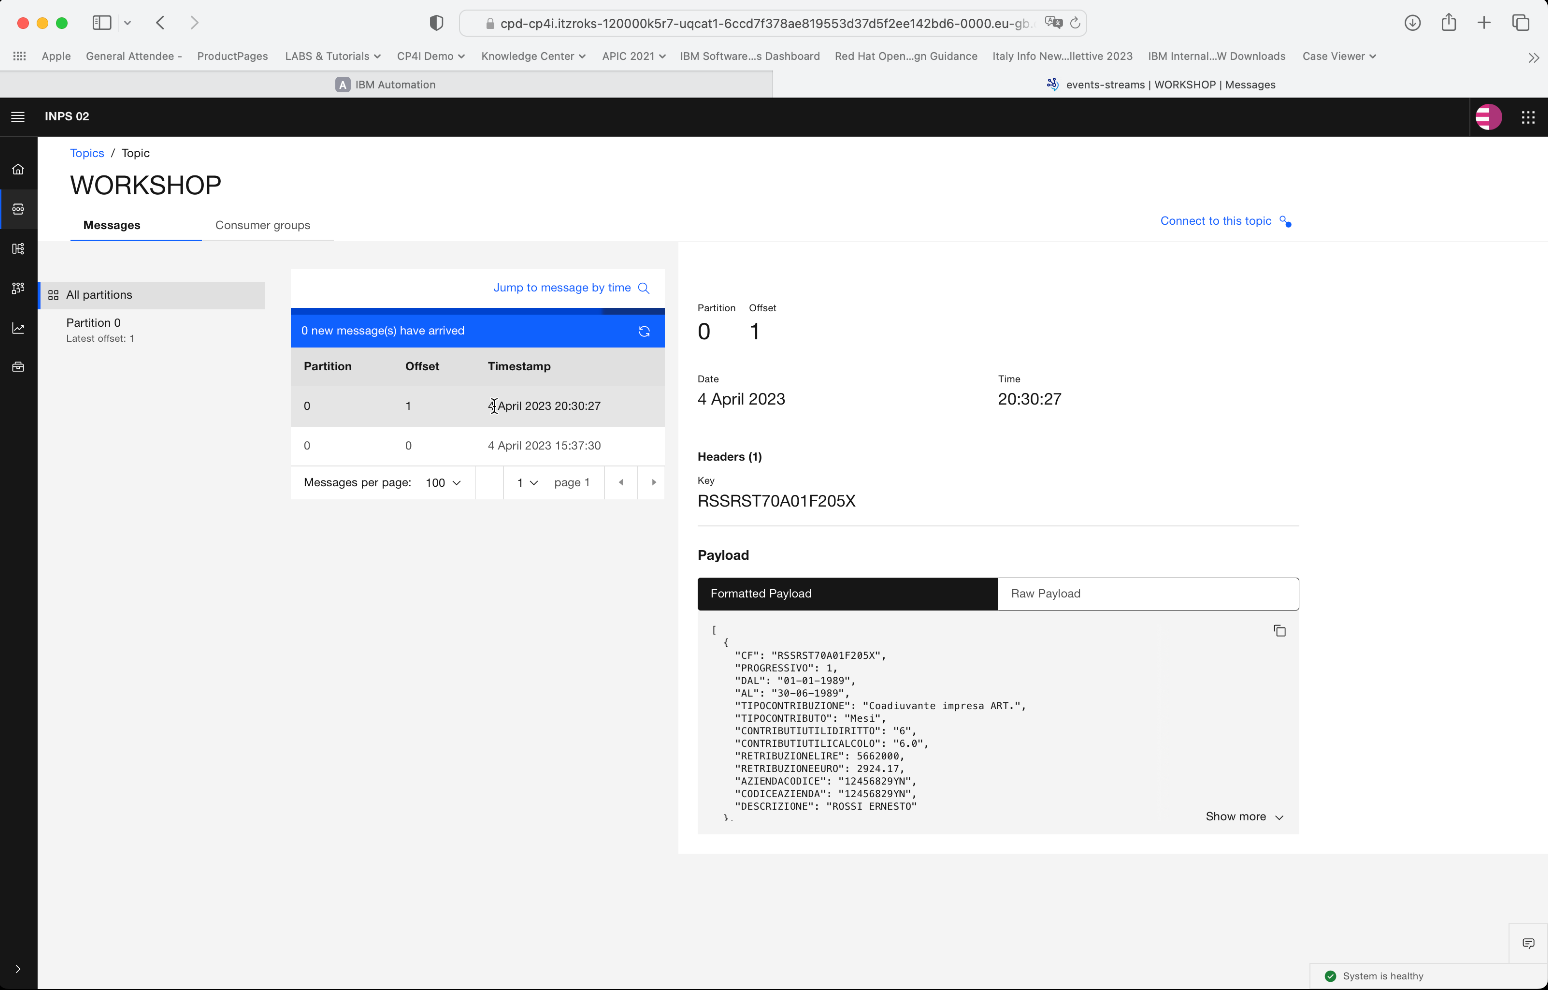 cpd-cp4i.itzroks-120000k5r7-uqcat1-6ccd7f378ae819553d37d5f2ee142bd6-0000.eu-gb.
Apple General Attendee - ProductPages LABS & Tutorials CP4I Demo Knowledge Center APIC 2021 IBM Software...s Dashboard Red Hat Open...gn Guidance Italy Info New...llettive 2023 IBM Internal...W Downloads Case Viewer
A IBM Automation
events-streams | WORKSHOP | Messages
INPS 02
Topics / Topic
WORKSHOP
Messages Consumer groups
Connect to this topic
All partitions
Partition 0
Latest offset: 1
Jump to message by time
0 new message(s) have arrived
Partition Offset Timestamp
0 1 4 April 2023 20:30:27
0 0 4 April 2023 15:37:30
Messages per page: 100 1 page 1
Partition Offset
0 1
Date Time
4 April 2023 20:30:27
Headers (1)
Key
RSSRST70A01F205X
Payload
Formatted Payload Raw Payload
[
{
"CF": "RSSRST70A01F205X",
"PROGRESSIVO": 1,
"DAL": "01-01-1989",
"AL": "30-06-1989",
"TIPOCONTRIBUZIONE": "Coadiuvante impresa ART.",
"TIPOCONTRIBUTO": "Mesi",
"CONTRIBUTIUTILIDIRITTO": "6",
"CONTRIBUTIUTILICALCOLO": "6.0",
"RETRIBUZIONELIRE": 5662000,
"RETRIBUZIONEEURO": 2924.17,
"AZIENDACODICE": "12456829YN",
"CODICEAZIENDA": "12456829YN",
"DESCRIZIONE": "ROSSI ERNESTO"
},
Show more
System is healthy